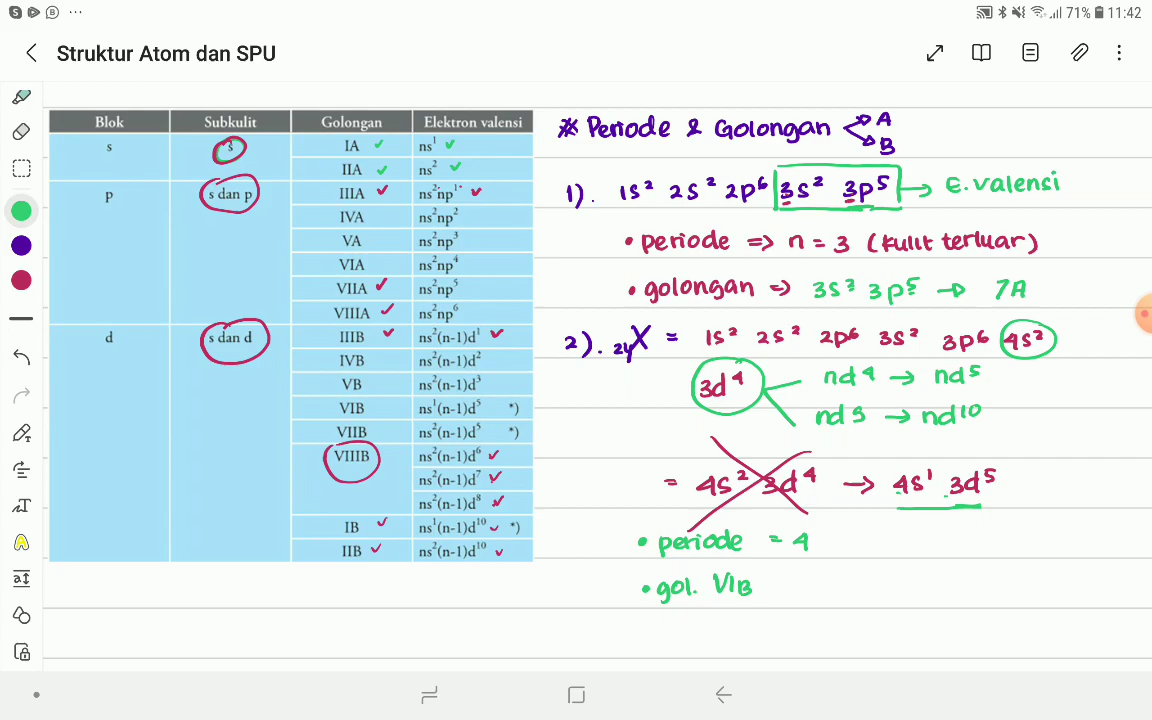 71% 11:42
Struktur Atom dan SPU
Blok Subkulit Golongan Elektron valensi
s s IA ns¹
IIA ns²
p s dan p IIIA ns²np¹
IVA ns²np²
VA ns²np³
VIA ns²np⁴
VIIA ns²np⁵
VIIIA ns²np⁶
d s dan d IIIB ns²(n-1)d¹
IVB ns²(n-1)d²
VB ns²(n-1)d³
VIB ns¹(n-1)d⁵ *)
VIIB ns²(n-1)d⁵ *)
VIIIB ns²(n-1)d⁶
ns²(n-1)d⁷
ns²(n-1)d⁸
IB ns¹(n-1)d¹⁰ *)
IIB ns²(n-1)d¹⁰
* Periode & Golongan A
B
1). 1s² 2s² 2p⁶ 3s² 3p⁵ → E. valensi
• periode => n = 3 (kulit terluar)
• golongan => 3s² 3p⁵ → 7A
2). ₂₄X = 1s² 2s² 2p⁶ 3s² 3p⁶ 4s²
3d⁴ nd⁴ → nd⁵
nd⁹ → nd¹⁰
= 4s² 3d⁴ → 4s¹ 3d⁵
• periode = 4
• gol. VIB